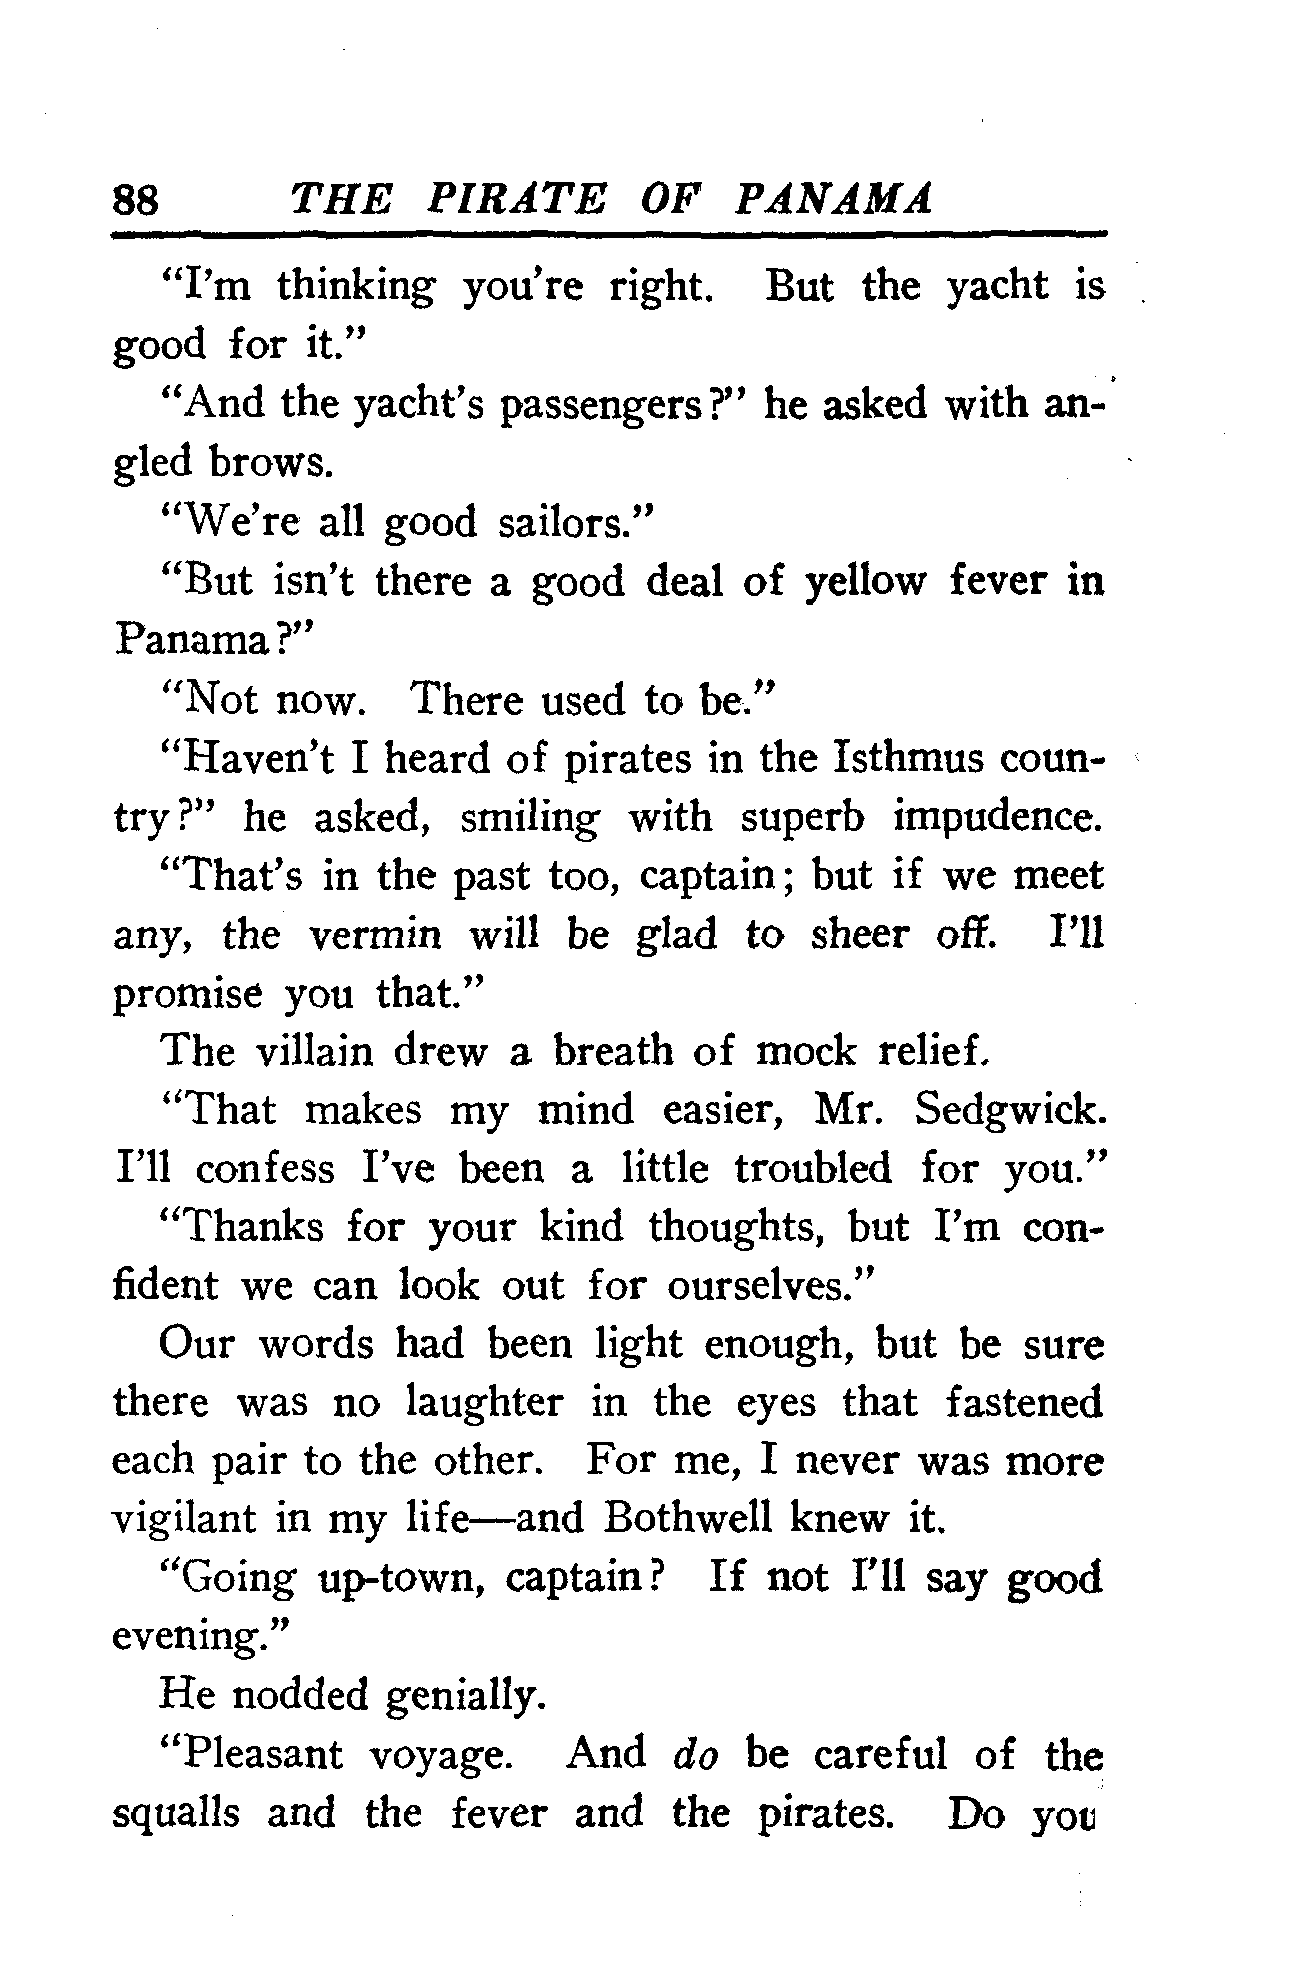 88 THE PIRATE OF PANAMA
“I’m thinking you’re right. But the yacht is
good for it.”
“And the yacht’s passengers?” he asked with an-
gled brows.
“We’re all good sailors.”
“But isn’t there a good deal of yellow fever in
Panama?”
“Not now. There used to be.”
“Haven’t I heard of pirates in the Isthmus coun-
try?” he asked, smiling with superb impudence.
“That’s in the past too, captain; but if we meet
any, the vermin will be glad to sheer off. I’ll
promise you that.”
The villain drew a breath of mock relief.
“That makes my mind easier, Mr. Sedgwick.
I’ll confess I’ve been a little troubled for you.”
“Thanks for your kind thoughts, but I’m con-
fident we can look out for ourselves.”
Our words had been light enough, but be sure
there was no laughter in the eyes that fastened
each pair to the other. For me, I never was more
vigilant in my life—and Bothwell knew it.
“Going up-town, captain? If not I’ll say good
evening.”
He nodded genially.
“Pleasant voyage. And do be careful of the
squalls and the fever and the pirates. Do you